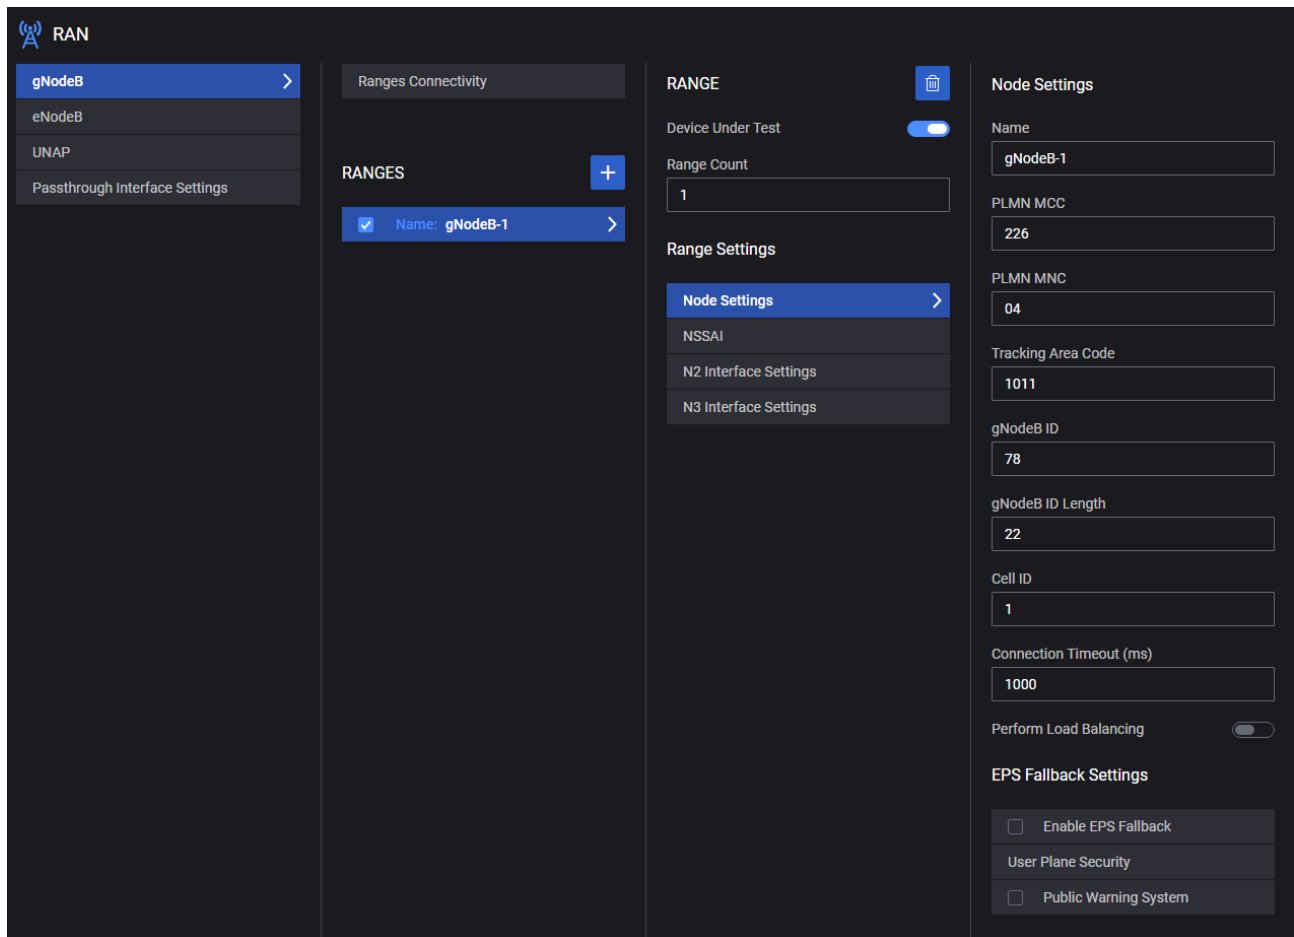 RAN
gNodeB
eNodeB
UNAP
Passthrough Interface Settings
Ranges Connectivity
RANGES
Name: gNodeB-1
RANGE
Device Under Test
Range Count
1
Range Settings
Node Settings
NSSAI
N2 Interface Settings
N3 Interface Settings
Node Settings
Name
gNodeB-1
PLMN MCC
226
PLMN MNC
04
Tracking Area Code
1011
gNodeB ID
78
gNodeB ID Length
22
Cell ID
1
Connection Timeout (ms)
1000
Perform Load Balancing
EPS Fallback Settings
Enable EPS Fallback
User Plane Security
Public Warning System